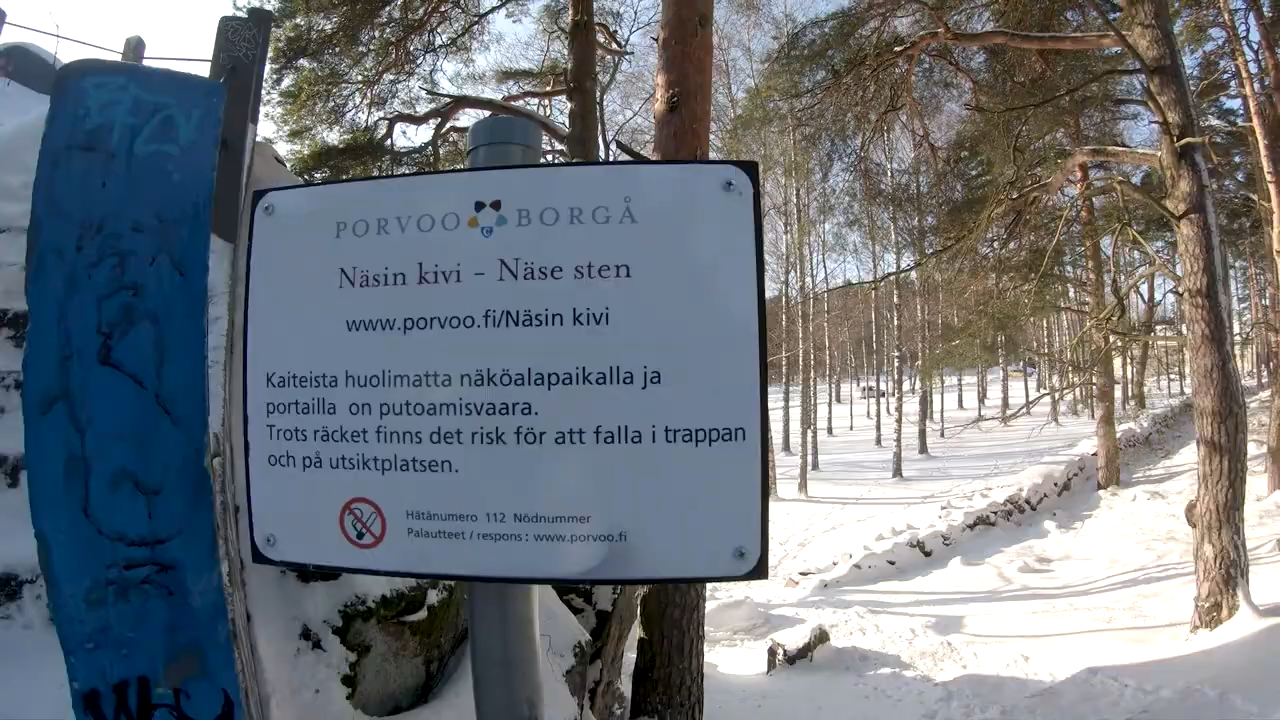 PORVOO BORGÅ
Näsin kivi - Näse sten
www.porvoo.fi/Näsin kivi
Kaiteista huolimatta näköalapaikalla ja
portailla on putoamisvaara.
Trots räcket finns det risk för att falla i trappan
och på utsiktplatsen.
Hätänumero 112 Nödnummer
Palautteet / respons: www.porvoo.fi